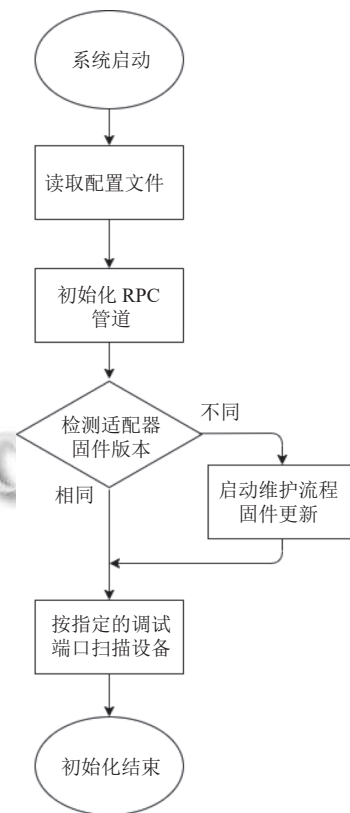 系统启动
读取配置文件
初始化 RPC
管道
检测适配器
固件版本
不同
相同
启动维护流程
固件更新
按指定的调试
端口扫描设备
初始化结束